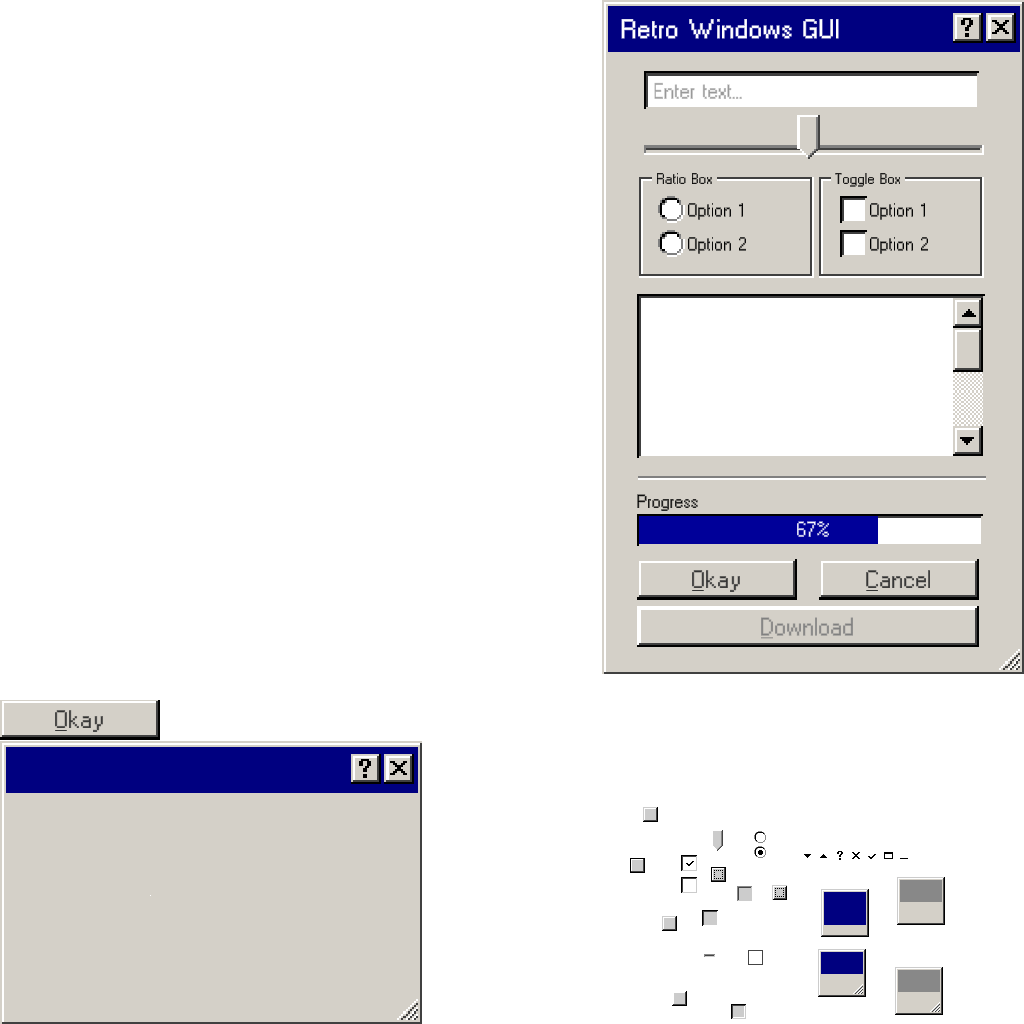 Retro Windows GUI ?
Enter text...
Ratio Box
Toggle Box
Option 1
Option 1
Option 2
Option 2
Progress
67%
Okay
Cancel
Download
Okay
?
?